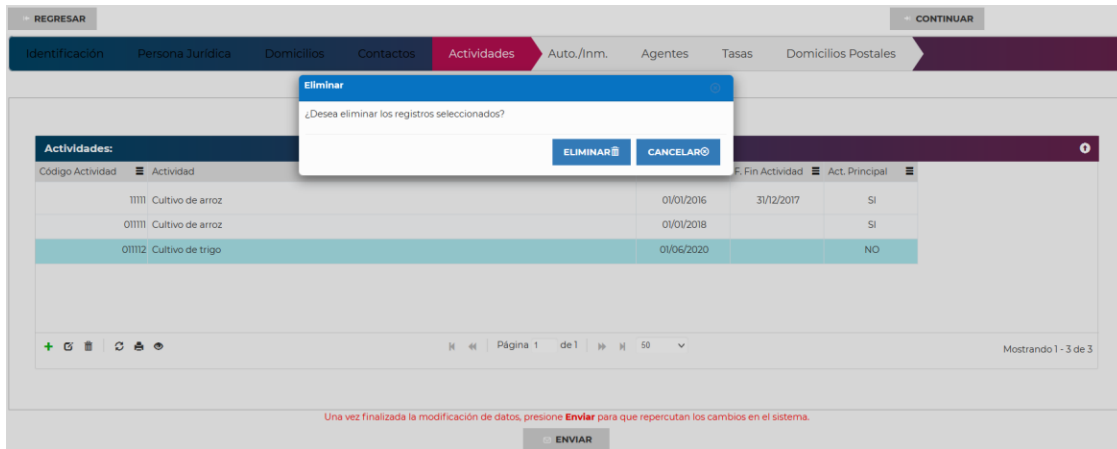 REGRESAR CONTINUAR
Identificación Persona Jurídica Domicilios Contactos Actividades Auto./Inm. Agentes Tasas Domicilios Postales
Eliminar
¿Desea eliminar los registros seleccionados?
ELIMINAR CANCELAR
Actividades:
Código Actividad Actividad F. Fin Actividad Act. Principal
11111 Cultivo de arroz 01/01/2016 31/12/2017 SI
011111 Cultivo de arroz 01/01/2018 SI
011112 Cultivo de trigo 01/06/2020 NO
Página 1 de 1 50 Mostrando 1 - 3 de 3
Una vez finalizada la modificación de datos, presione Enviar para que repercutan los cambios en el sistema.
ENVIAR